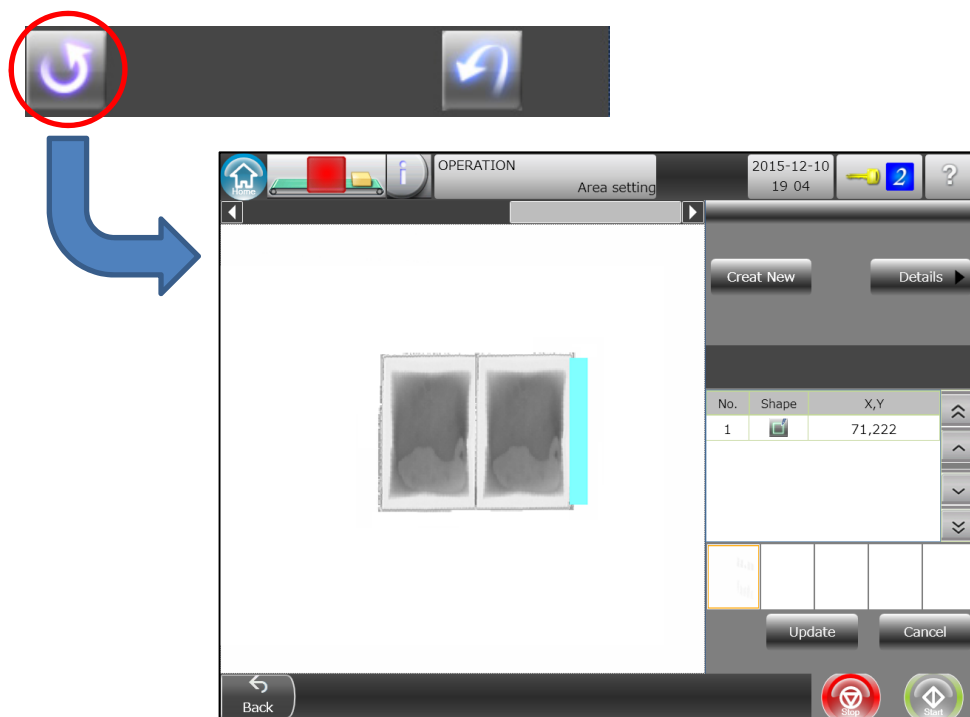 OPERATION
Area setting
2015-12-10
19 04
2
?
Home
i
Creat New
Details
No. Shape X,Y
1 71,222
Update
Cancel
Back
Stop
Start